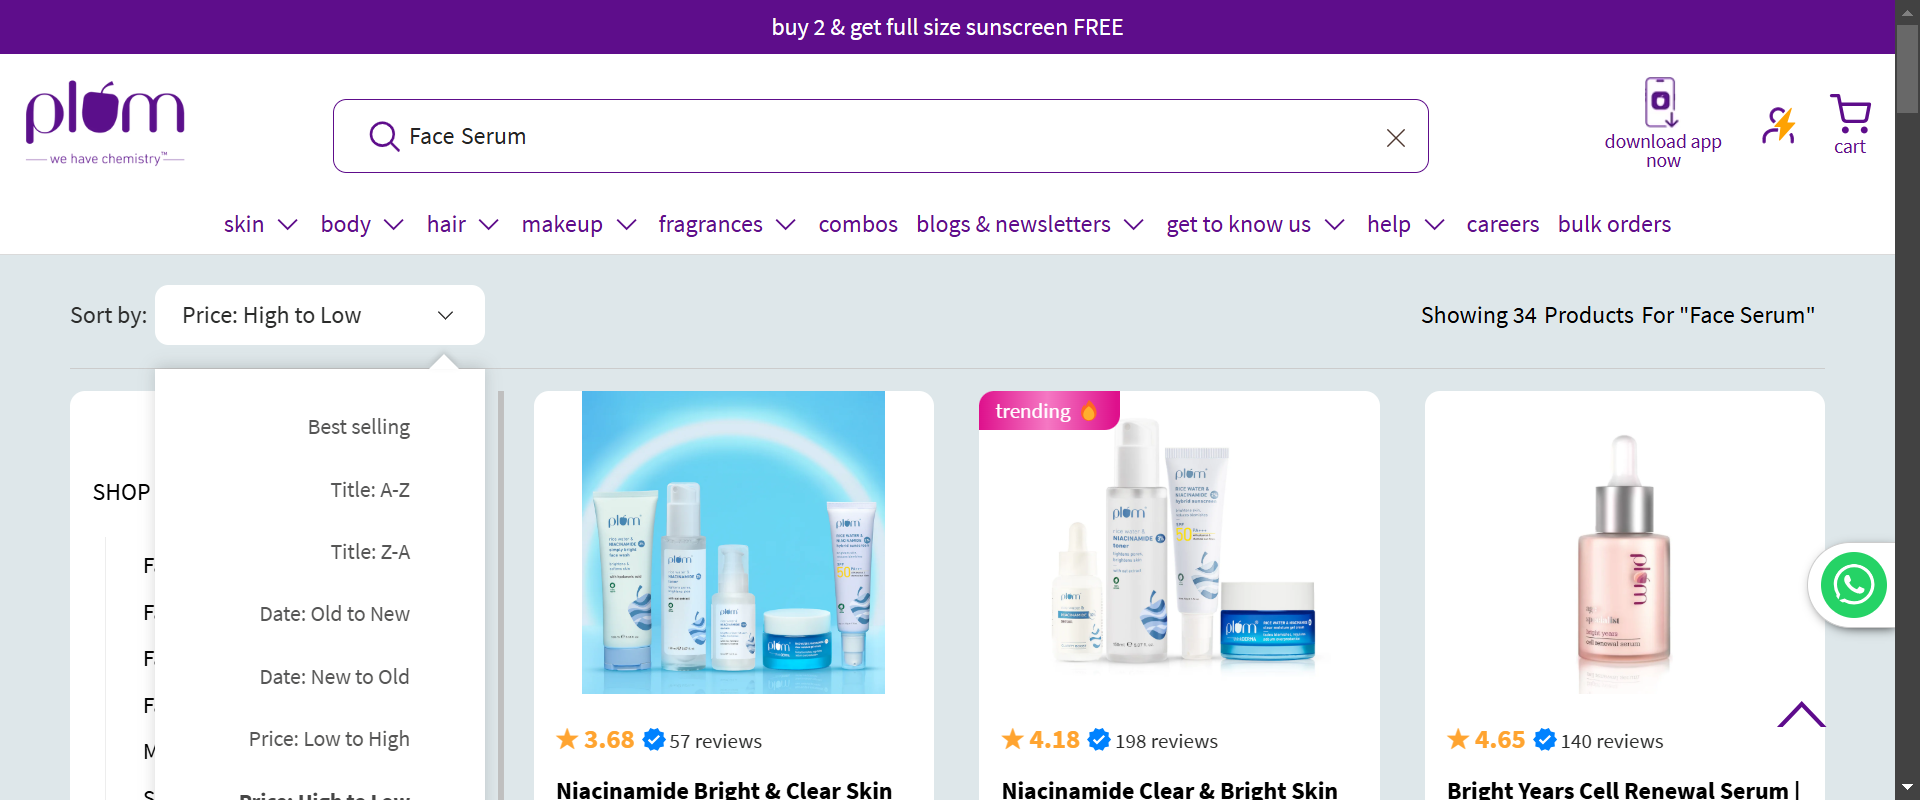 buy 2 & get full size sunscreen FREE
plum
we have chemistry™
Face Serum
download app
now
cart
skin
body
hair
makeup
fragrances
combos
blogs & newsletters
get to know us
help
careers
bulk orders
Sort by:
Price: High to Low
Showing 34 Products For "Face Serum"
Best selling
Title: A-Z
Title: Z-A
Date: Old to New
Date: New to Old
Price: Low to High
Price: High to Low
SHOP
trending
3.68
57 reviews
Niacinamide Bright & Clear Skin
4.18
198 reviews
Niacinamide Clear & Bright Skin
4.65
140 reviews
Bright Years Cell Renewal Serum |